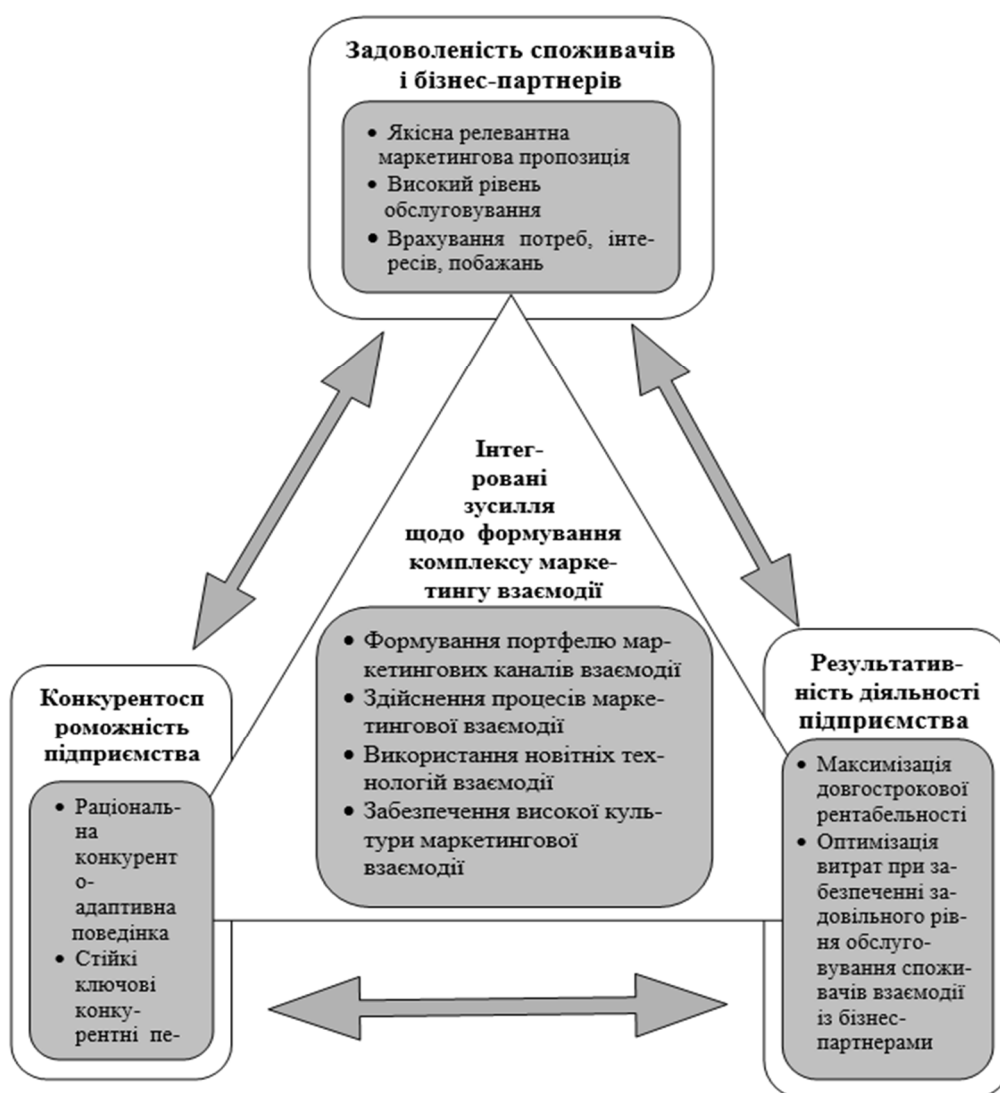 Задоволеність споживачів
і бізнес-партнерів
• Якісна релевантна
маркетингова пропозиція
• Високий рівень
обслуговування
• Врахування потреб, інте-
ресів, побажань
Інтег-
ровані
зусилля
щодо формування
комплексу марке-
тингу взаємодії
• Формування портфелю мар-
кетингових каналів взаємодії
• Здійснення процесів марке-
тингової взаємодії
• Використання новітніх тех-
нологій взаємодії
• Забезпечення високої куль-
тури маркетингової
взаємодії
Конкурентосп
роможність
підприємства
• Раціональ-
на
конкурент
о-
адаптивна
поведінка
• Стійкі
ключові
конку-
рентні пе-
Результатив-
ність діяльності
підприємства
• Максимізація
довгострокової
рентабельності
• Оптимізація
витрат при за-
безпеченні за-
довільного рів-
ня обслуго-
вування спожи-
вачів взаємодії
із бізнес-
партнерами